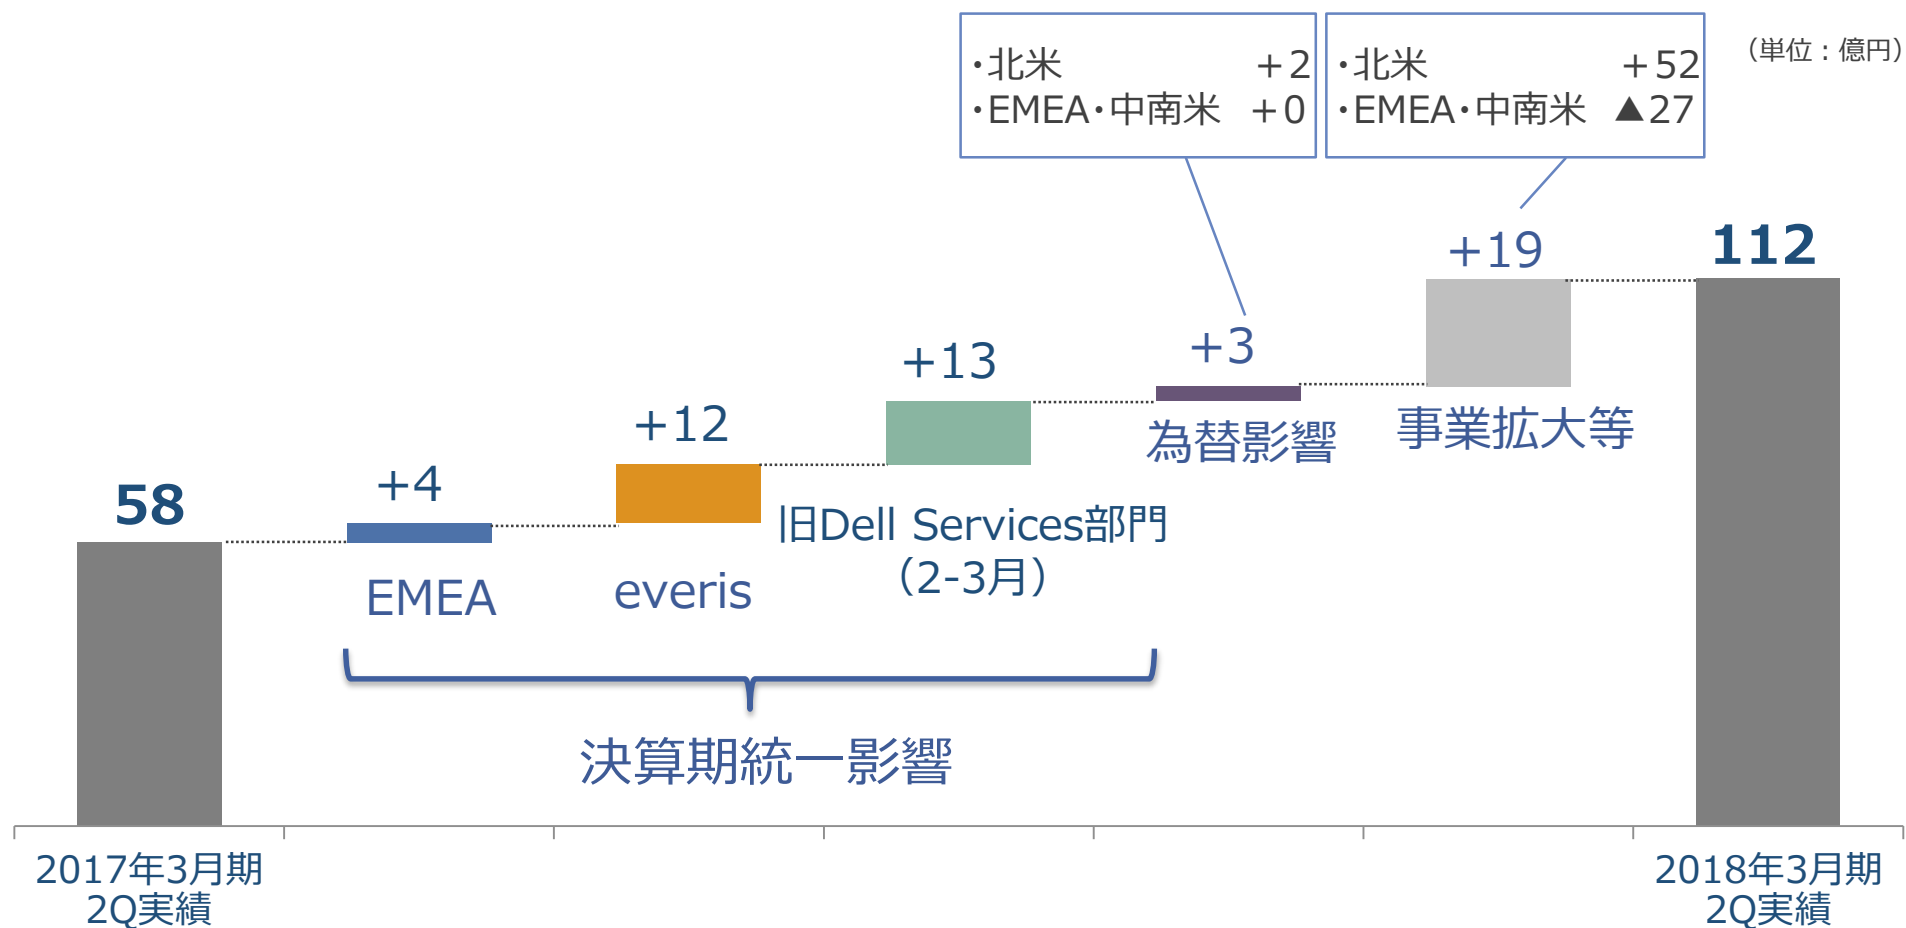 （単位：億円）
・北米 +2
・EMEA・中南米 +0
・北米 +52
・EMEA・中南米 ▲27
58
+4
+12
+13
+3
+19
112
EMEA
everis
旧Dell Services部門
（2-3月）
為替影響
事業拡大等
決算期統一影響
2017年3月期
2Q実績
2018年3月期
2Q実績